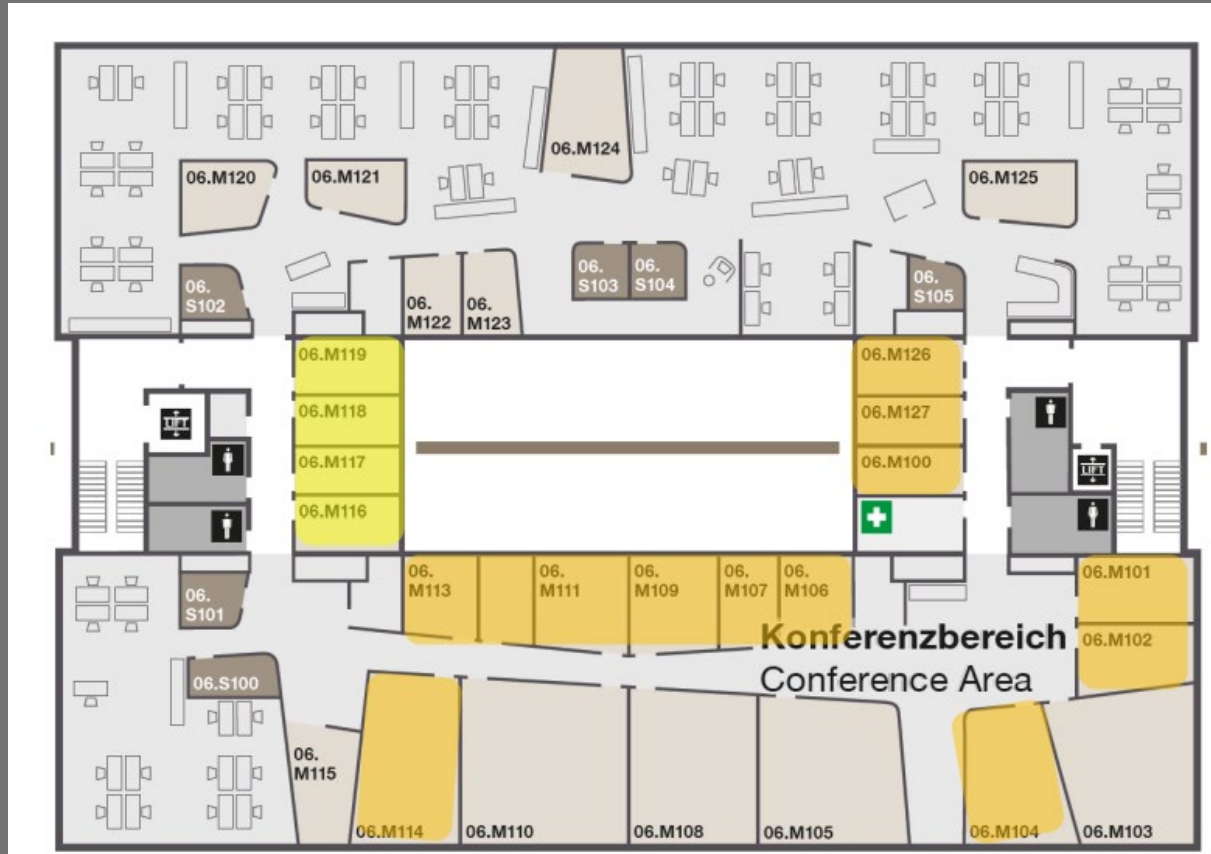 06.M124
06.M120
06.M121
06.M125
06.
S102
06.
M122
06.
M123
06.
S103
06.
S104
06.
S105
06.M119
06.M118
06.M117
06.M116
06.M126
06.M127
06.M100
LIFT
LIFT
06.
S101
06.
M113
06.
M111
06.
M109
06.
M107
06.
M106
06.M101
06.M102
Konferenzbereich
Conference Area
06.S100
06.
M115
06.M114
06.M110
06.M108
06.M105
06.M104
06.M103